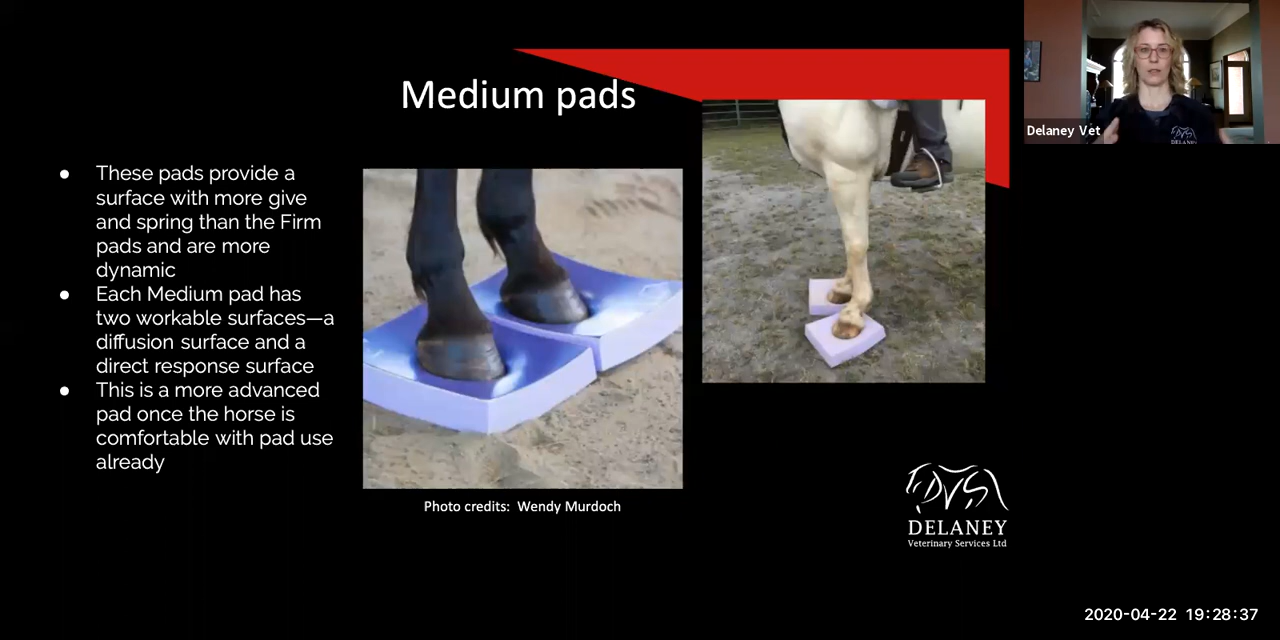 Medium pads
Delaney Vet
● These pads provide a
surface with more give
and spring than the Firm
pads and are more
dynamic
● Each Medium pad has
two workable surfaces—a
diffusion surface and a
direct response surface
● This is a more advanced
pad once the horse is
comfortable with pad use
already
Photo credits: Wendy Murdoch
DVS
DELANEY
Veterinary Services Ltd
2020-04-22 19:28:37